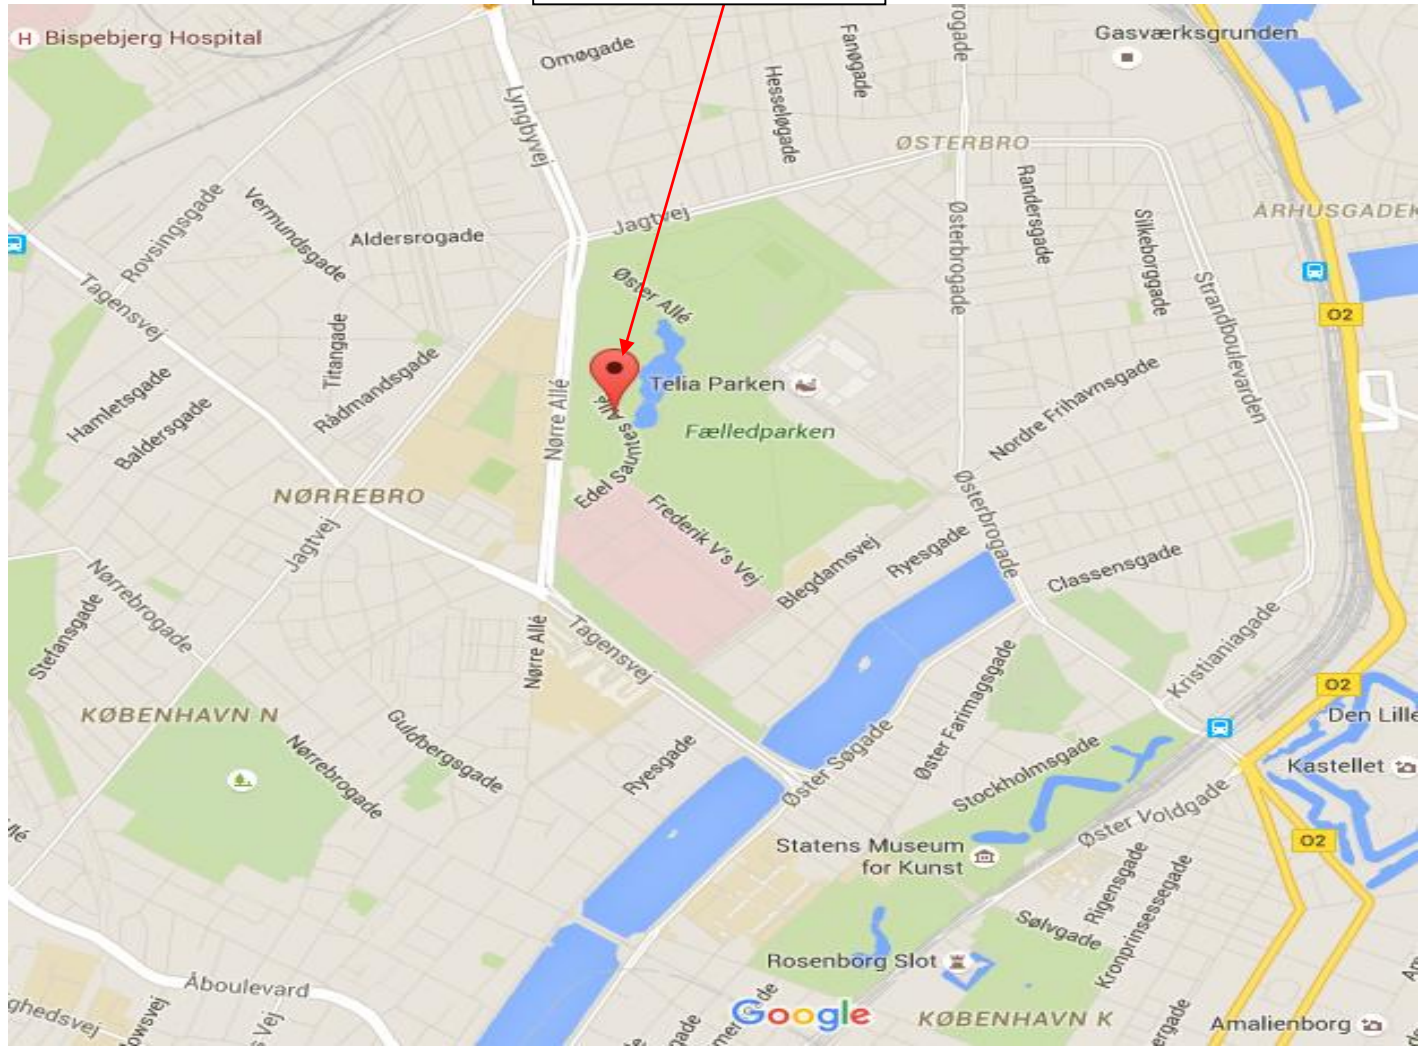 Bispebjerg Hospital
H
Omøgade
Fanøgade
Gasværksgrunden
Hesseløgade
Lyngbyvej
ØSTERBRO
Randersgade
Silkeborggade
Rovsingsgade
Vermundsgade
Aldersrogade
Jagtvej
Østerbrogade
Strandboulevarden
Tagensvej
Øster Allé
O2
Titangade
Rådmandsgade
Hamletsgade
Baldersgade
Nørre Allé
Telia Parken
Fælledparken
Nordre Frihavnsgade
Edel Sauntes Allé
NØRREBRO
Jagtvej
Frederik V's Vej
Østerbrogade
Ryesgade
Blegdamsvej
Classensgade
Nørrebrogade
Stefansgade
Nørre Allé
Tagensvej
Kristianiagade
O2
Den Lille
KØBENHAVN N
Guldbergsgade
Nørrebrogade
Ryesgade
Øster Søgade
Øster Farimagsgade
Stockholmsgade
Kastellet
Øster Voldgade
O2
Statens Museum
for Kunst
Rigensgade
Kronprinsessegade
Sølvgade
Rosenborg Slot
Åboulevard
Google
KØBENHAVN K
Amalienborg